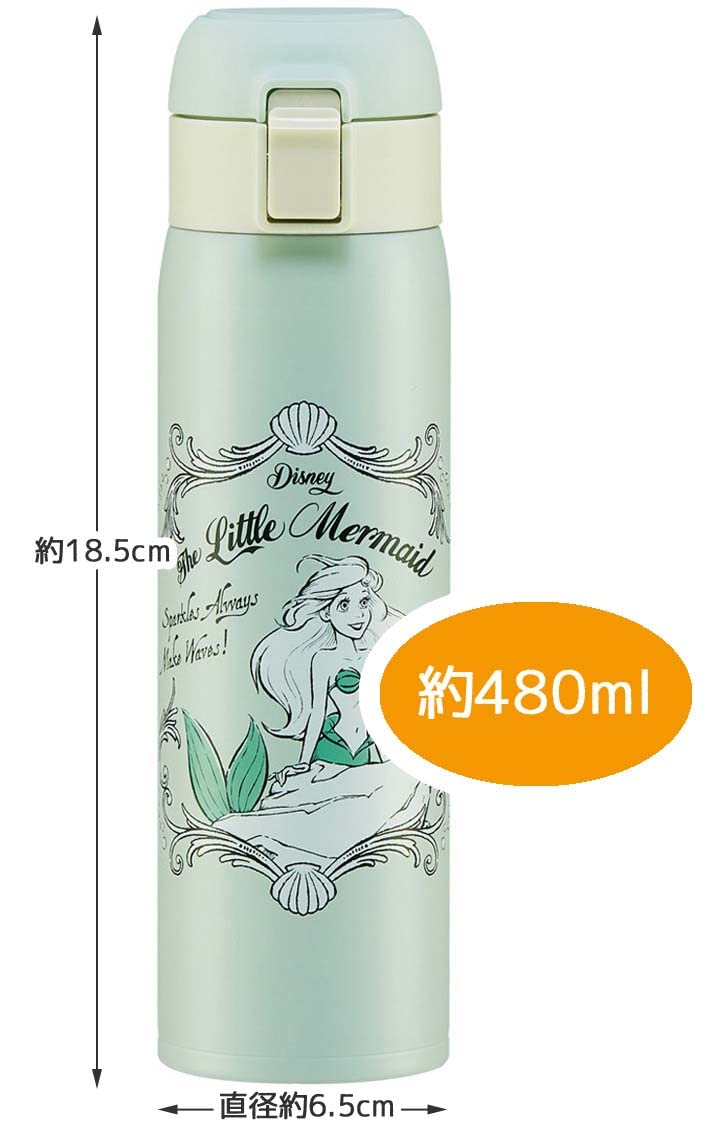 Disney
The Little Mermaid
約18.5cm
Sparkles Always
Make Waves!
約480ml
直径約6.5cm